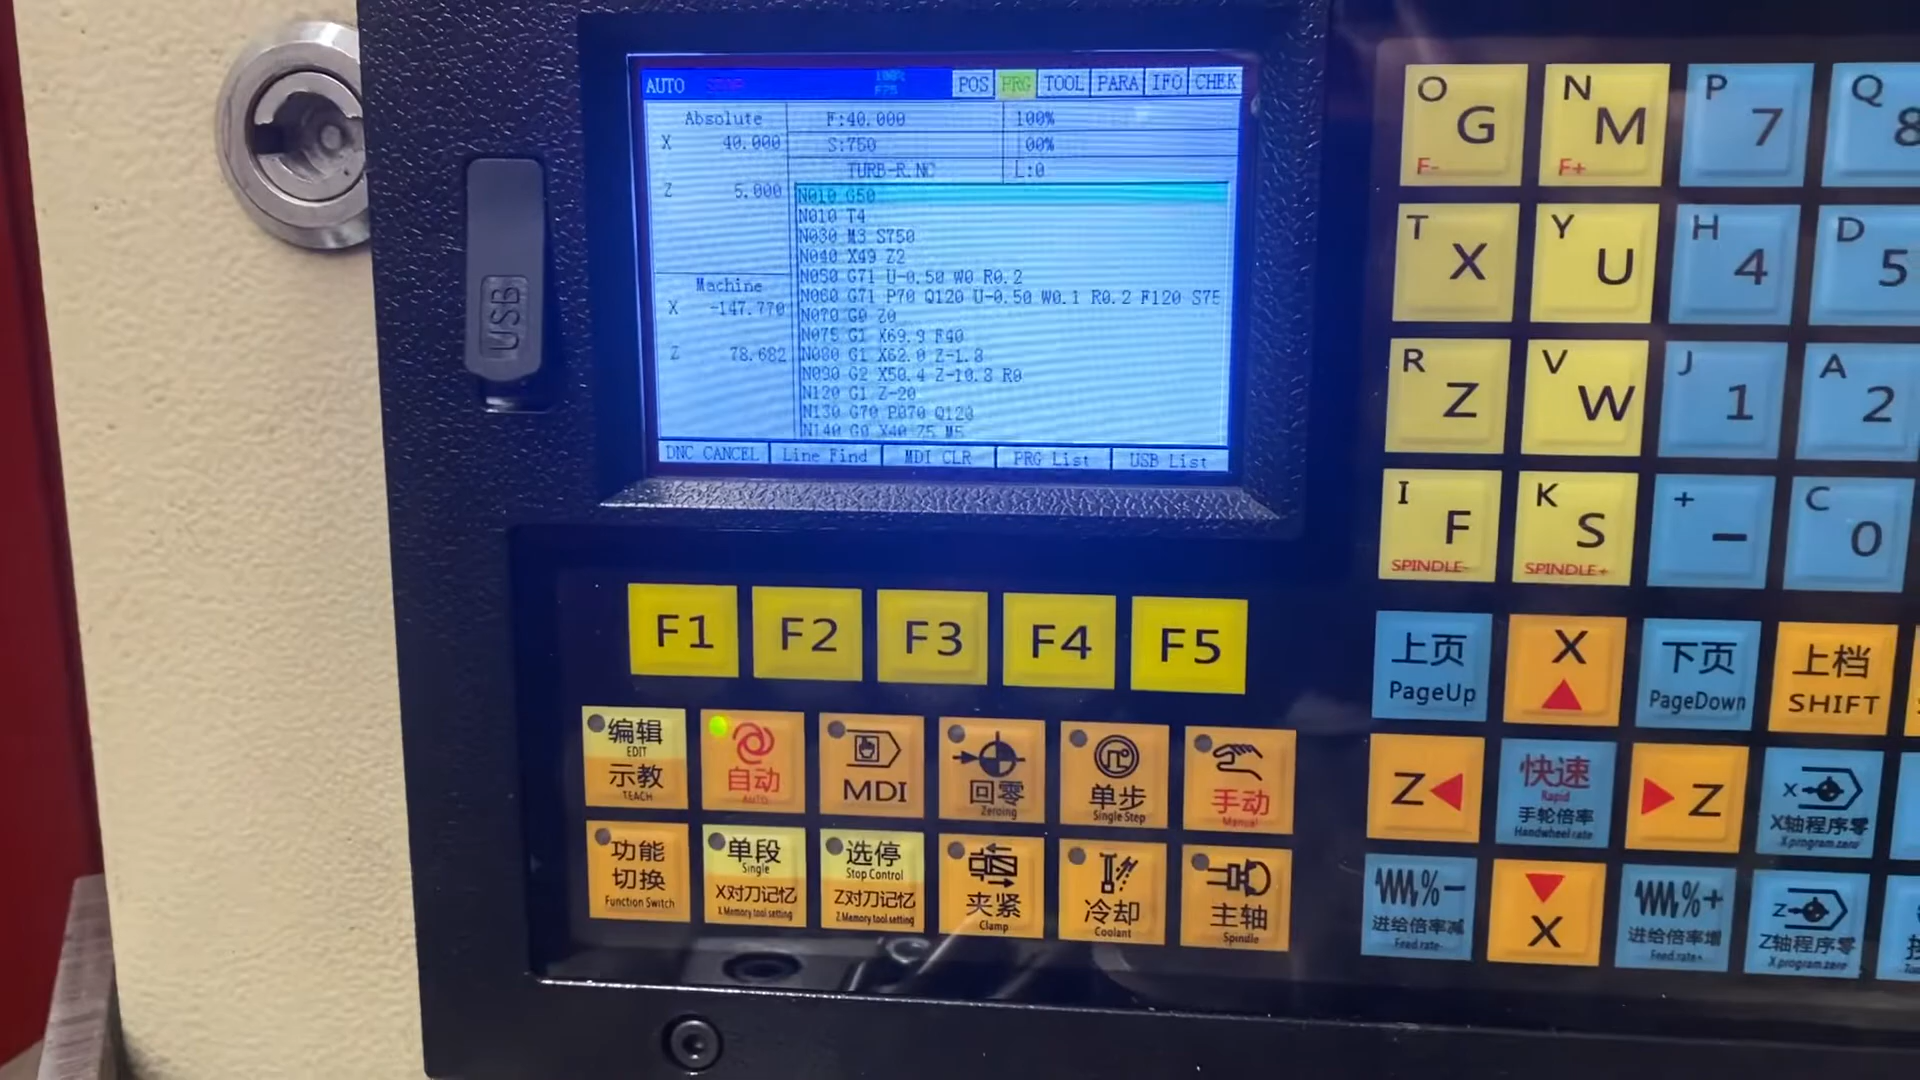 USB
AUTO STOP 100% F75 POS PRG TOOL PARA IFO CHEK
Absolute F:40.000 100%
X 40.000 S:750 00%
TURB-R.NC L:0
Z 5.000
N010 G50
N010 T4
N030 M3 S750
N040 X49 Z2
N050 G71 U-0.50 W0 R0.2
Machine
N060 G71 P70 Q120 U-0.50 W0.1 R0.2 F120 S75
X -147.770
N070 G0 Z0
N075 G1 X69.9 F40
Z 78.682
N080 G1 X62.0 Z-1.8
N090 G2 X50.4 Z-10.8 R9
N120 G1 Z-20
N130 G70 P070 Q120
N140 G0 X40 Z5 M5
DNC CANCEL Line Find MDI CLR PRG List USB List
O G F- N M F+ P 7 Q 8
T X Y U H 4 D 5
R Z V W J 1 A 2
I F SPINDLE- K S SPINDLE+ + - C 0
F1 F2 F3 F4 F5
上页 PageUp X 下页 PageDown 上档 SHIFT
编辑 EDIT 示教 TEACH
自动 AUTO
MDI
回零 Zeroing
单步 Single Step
手动 Manual
Z 快速 Rapid 手轮倍率 Handwheel rate Z X X轴程序零 X program zero
功能 切换 Function Switch
单段 Single X对刀记忆 X Memory tool setting
选停 Stop Control Z对刀记忆 Z Memory tool setting
夹紧 Clamp
冷却 Coolant
主轴 Spindle
%- 进给倍率减 Feed rate- X %+ 进给倍率增 Feed rate+ Z Z轴程序零 X program zero